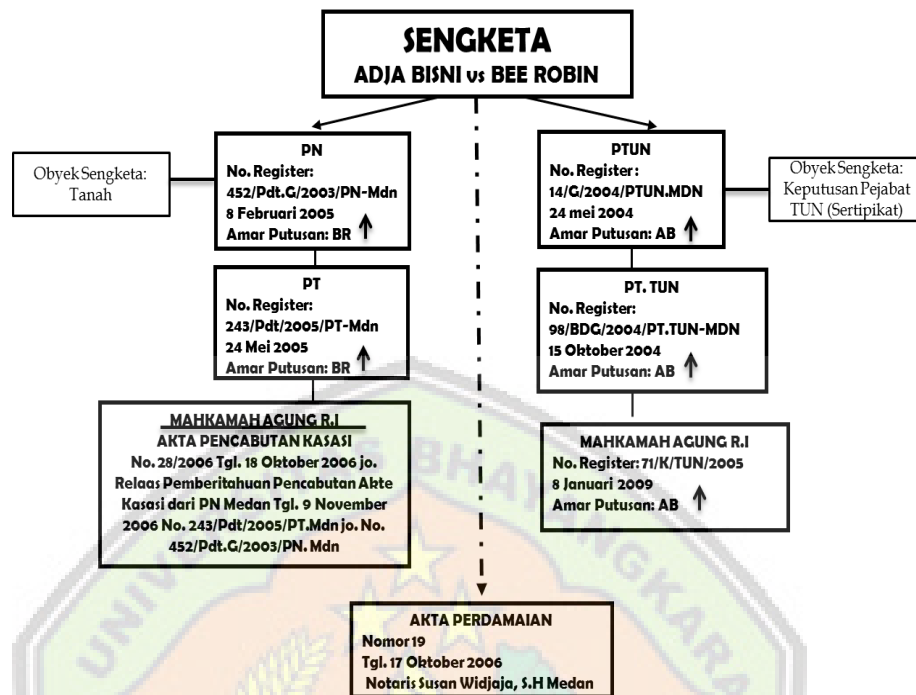 SENGKETA
ADJA BISNI vs BEE ROBIN
Obyek Sengketa:
Tanah
PN
No. Register:
452/Pdt.G/2003/PN-Mdn
8 Februari 2005
Amar Putusan: BR
PTUN
No. Register :
14/G/2004/PTUN.MDN
24 mei 2004
Amar Putusan: AB
Obyek Sengketa:
Keputusan Pejabat
TUN (Sertipikat)
PT
No. Register:
243/Pdt/2005/PT-Mdn
24 Mei 2005
Amar Putusan: BR
PT. TUN
No. Register:
98/BDG/2004/PT.TUN-MDN
15 Oktober 2004
Amar Putusan: AB
MAHKAMAH AGUNG R.I
AKTA PENCABUTAN KASASI
No. 28/2006 Tgl. 18 Oktober 2006 jo.
Relaas Pemberitahuan Pencabutan Akte
Kasasi dari PN Medan Tgl. 9 November
2006 No. 243/Pdt/2005/PT.Mdn jo. No.
452/Pdt.G/2003/PN. Mdn
MAHKAMAH AGUNG R.I
No. Register: 71/K/TUN/2005
8 Januari 2009
Amar Putusan: AB
AKTA PERDAMAIAN
Nomor 19
Tgl. 17 Oktober 2006
Notaris Susan Widjaja, S.H Medan
UNIVERSITAS BHAYANGKARA